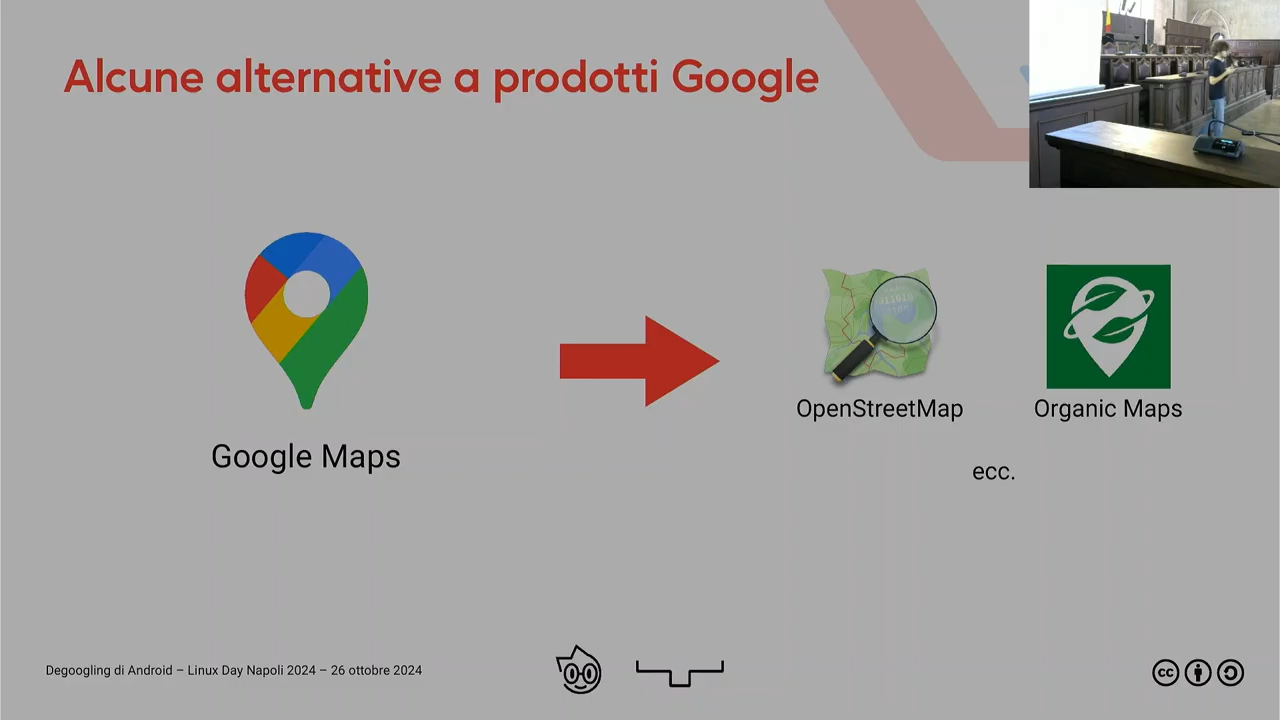 Alcune alternative a prodotti Google
Google Maps
OpenStreetMap
Organic Maps
ecc.
Degoogling di Android – Linux Day Napoli 2024 – 26 ottobre 2024
cc